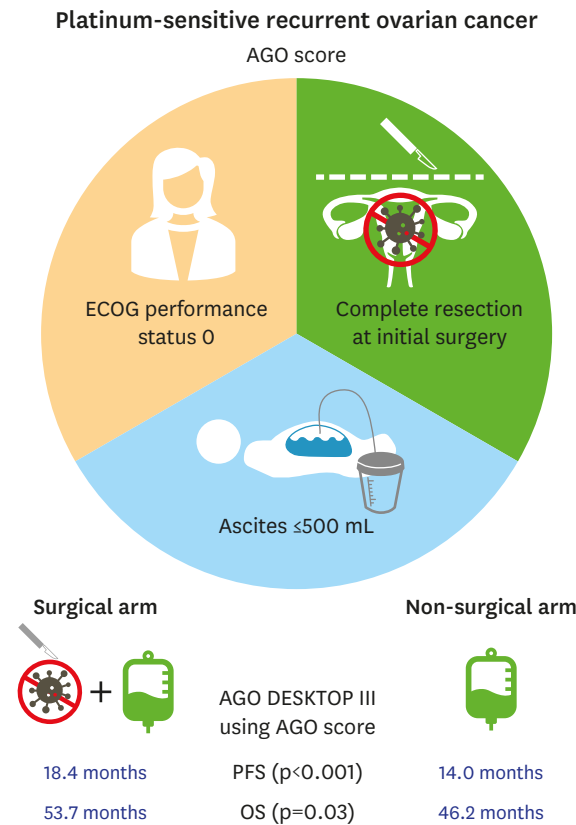 Platinum-sensitive recurrent ovarian cancer
AGO score
ECOG performance
status 0
Complete resection
at initial surgery
Ascites ≤500 mL
Surgical arm
Non-surgical arm
+
AGO DESKTOP III
using AGO score
18.4 months PFS (p<0.001) 14.0 months
53.7 months OS (p=0.03) 46.2 months